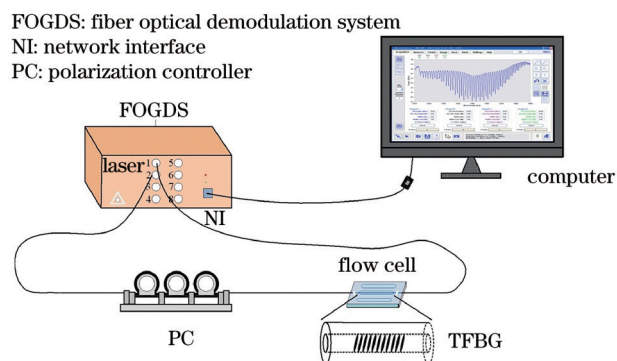 FOGDS: fiber optical demodulation system
NI: network interface
PC: polarization controller
FOGDS
laser
1 5
2 6
3 7
4 8
NI
computer
flow cell
PC
TFBG